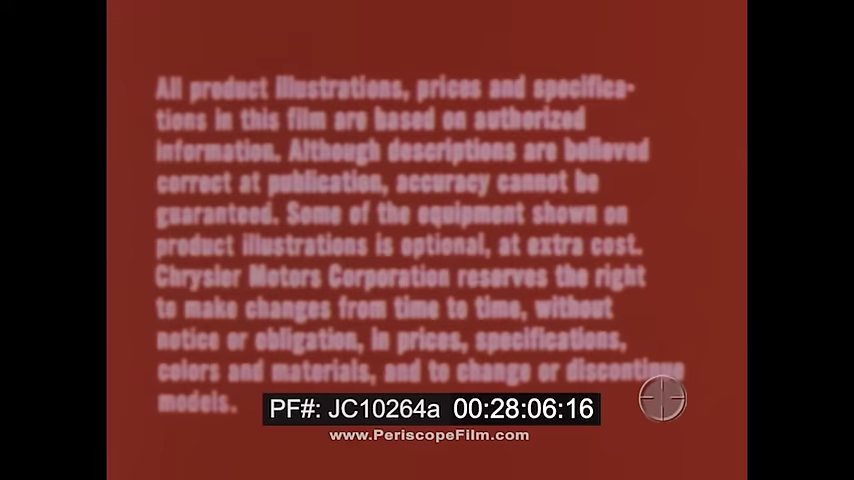 All product illustrations, prices and specifica-
tions in this film are based on authorized
information. Although descriptions are believed
correct at publication, accuracy cannot be
guaranteed. Some of the equipment shown on
product illustrations is optional, at extra cost.
Chrysler Motors Corporation reserves the right
to make changes from time to time, without
notice or obligation, in prices, specifications,
colors and materials, and to change or discontinue
models.
PF#: JC10264a 00:28:06:16
www.PeriscopeFilm.com